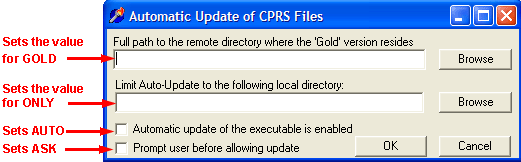 Automatic Update of CPRS Files
Sets the value
for GOLD
Full path to the remote directory where the 'Gold' version resides
Browse
Sets the value
for ONLY
Limit Auto-Update to the following local directory:
Browse
Sets AUTO
Automatic update of the executable is enabled
Sets ASK
Prompt user before allowing update
OK
Cancel